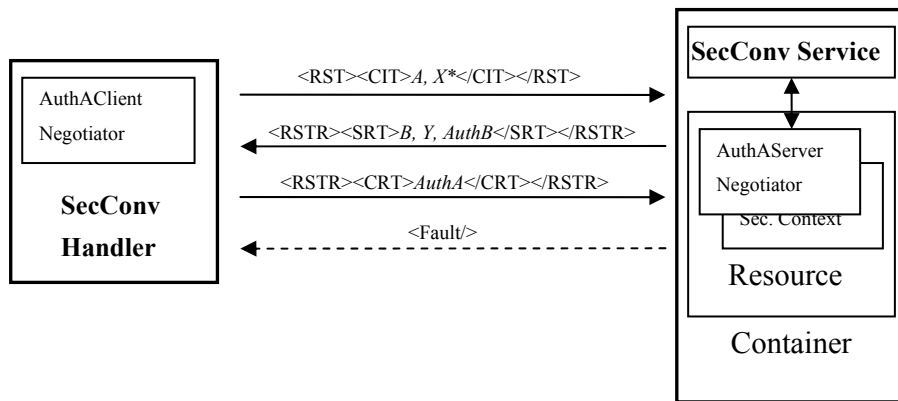 AuthAClient
Negotiator
SecConv
Handler
<RST><CIT>A, X*</CIT></RST>
<RSTR><SRT>B, Y, AuthB</SRT></RSTR>
<RSTR><CRT>AuthA</CRT></RSTR>
<Fault/>
SecConv Service
AuthAServer
Negotiator
Sec. Context
Resource
Container